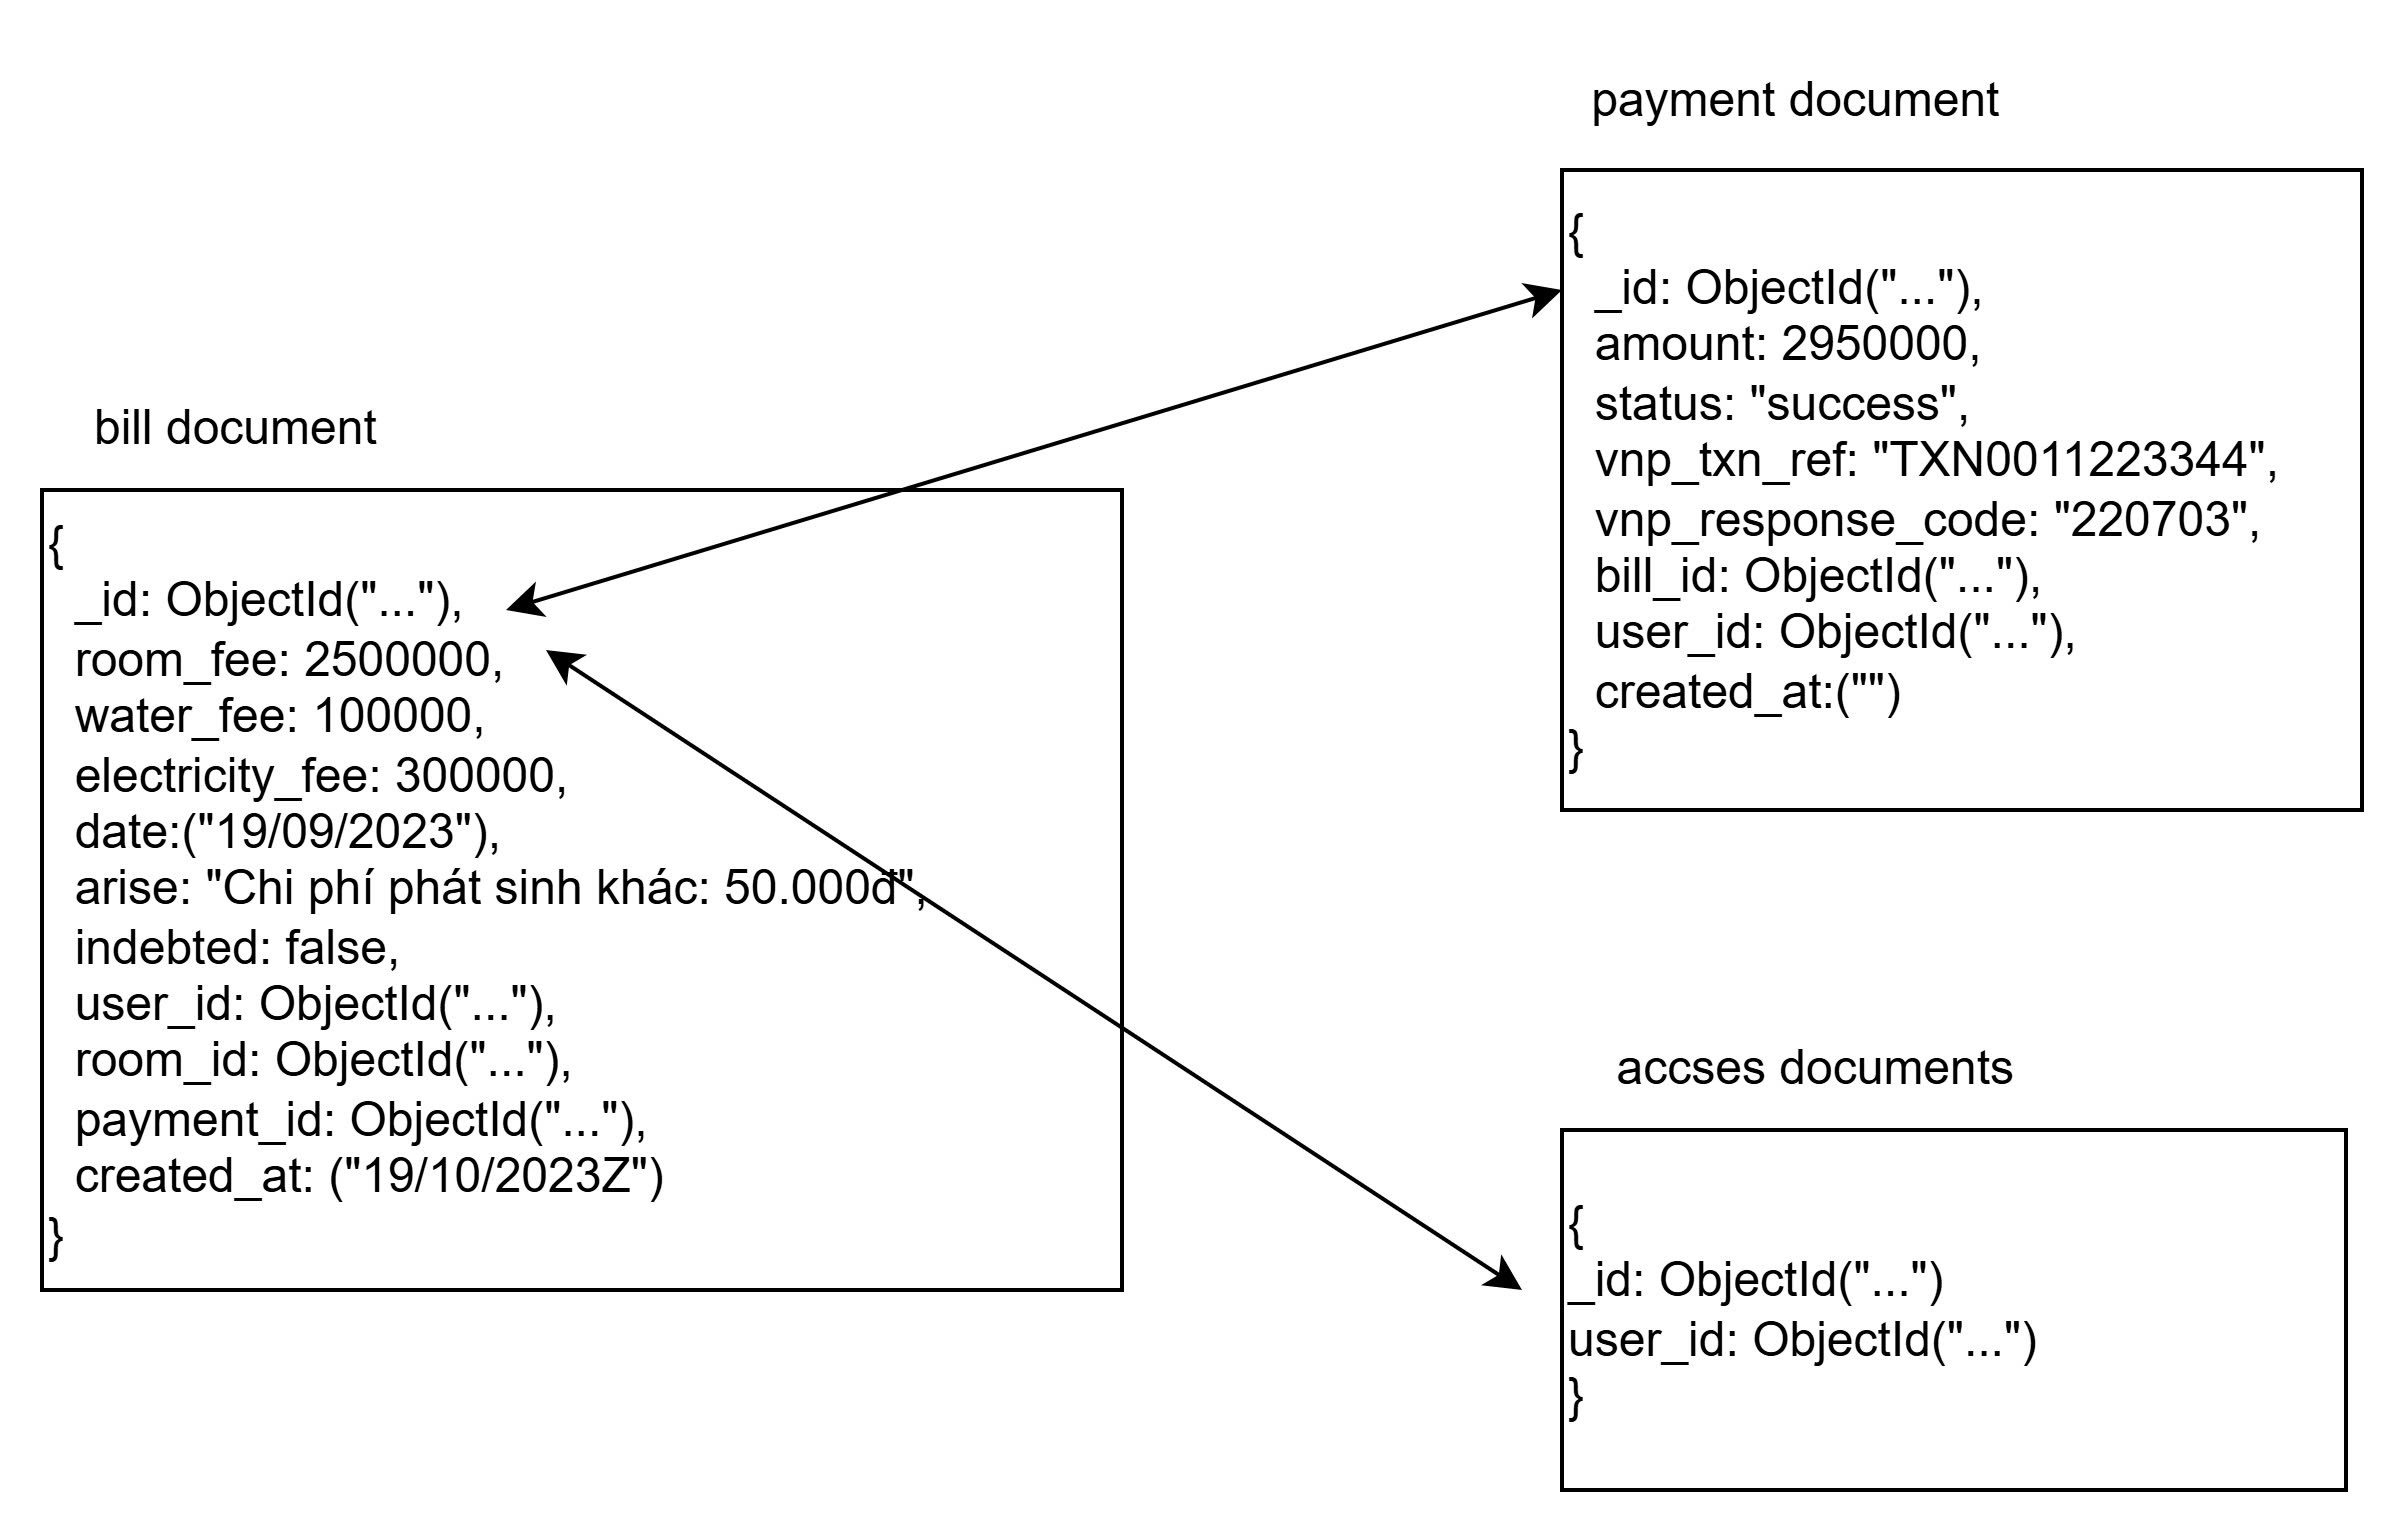 payment document
{
_id: ObjectId("..."),
amount: 2950000,
status: "success",
vnp_txn_ref: "TXN0011223344",
vnp_response_code: "220703",
bill_id: ObjectId("..."),
user_id: ObjectId("..."),
created_at:("")
}
bill document
{
_id: ObjectId("..."),
room_fee: 2500000,
water_fee: 100000,
electricity_fee: 300000,
date:("19/09/2023"),
arise: "Chi phí phát sinh khác: 50.000đ",
indebted: false,
user_id: ObjectId("..."),
room_id: ObjectId("..."),
payment_id: ObjectId("..."),
created_at: ("19/10/2023Z")
}
accses documents
{
_id: ObjectId("...")
user_id: ObjectId("...")
}